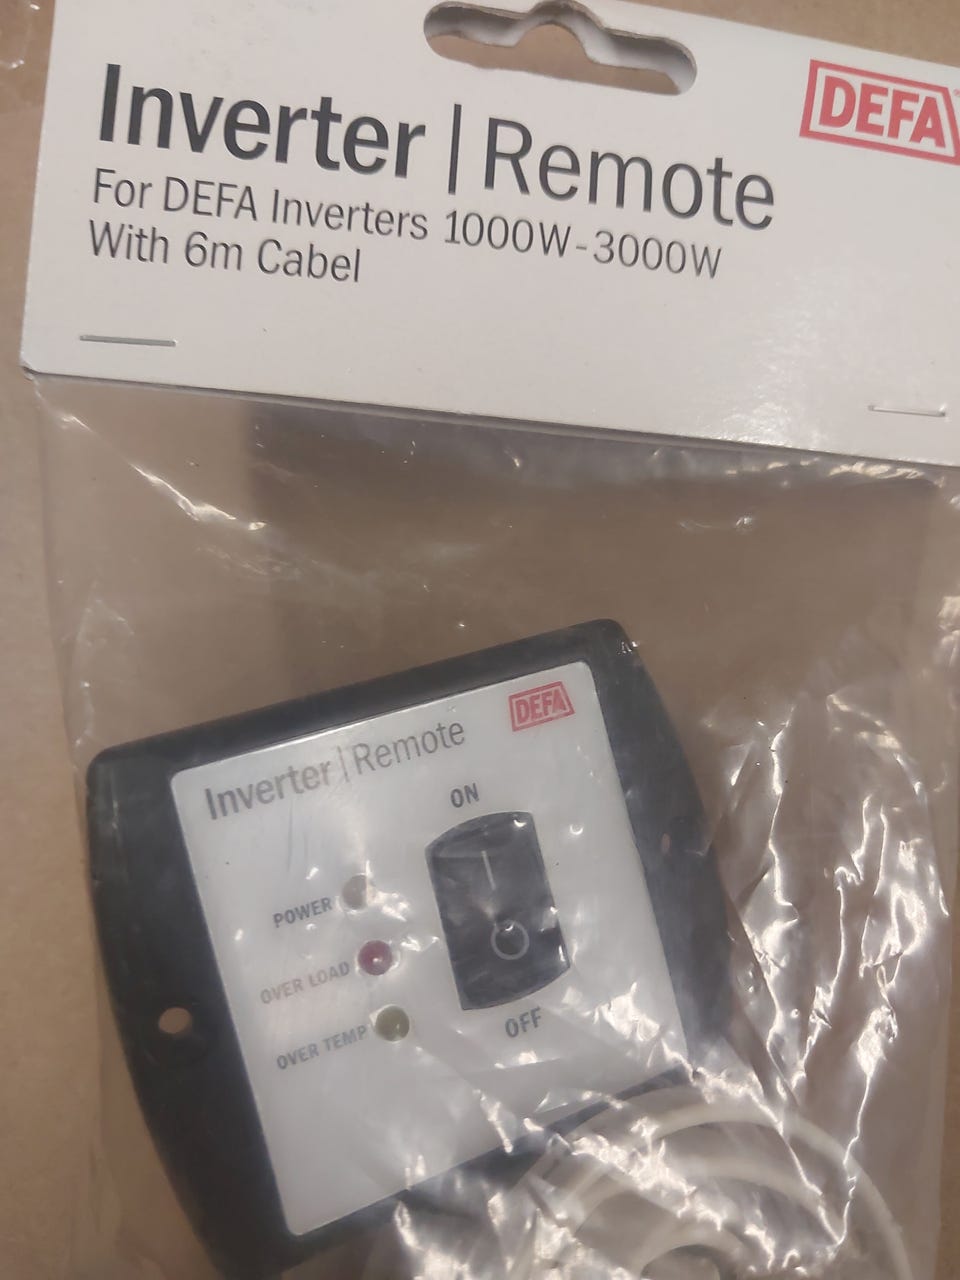 DEFA
Inverter | Remote
For DEFA Inverters 1000W-3000W
With 6m Cabel
DEFA
Inverter | Remote
ON
POWER
OVER LOAD
OVER TEMP
OFF